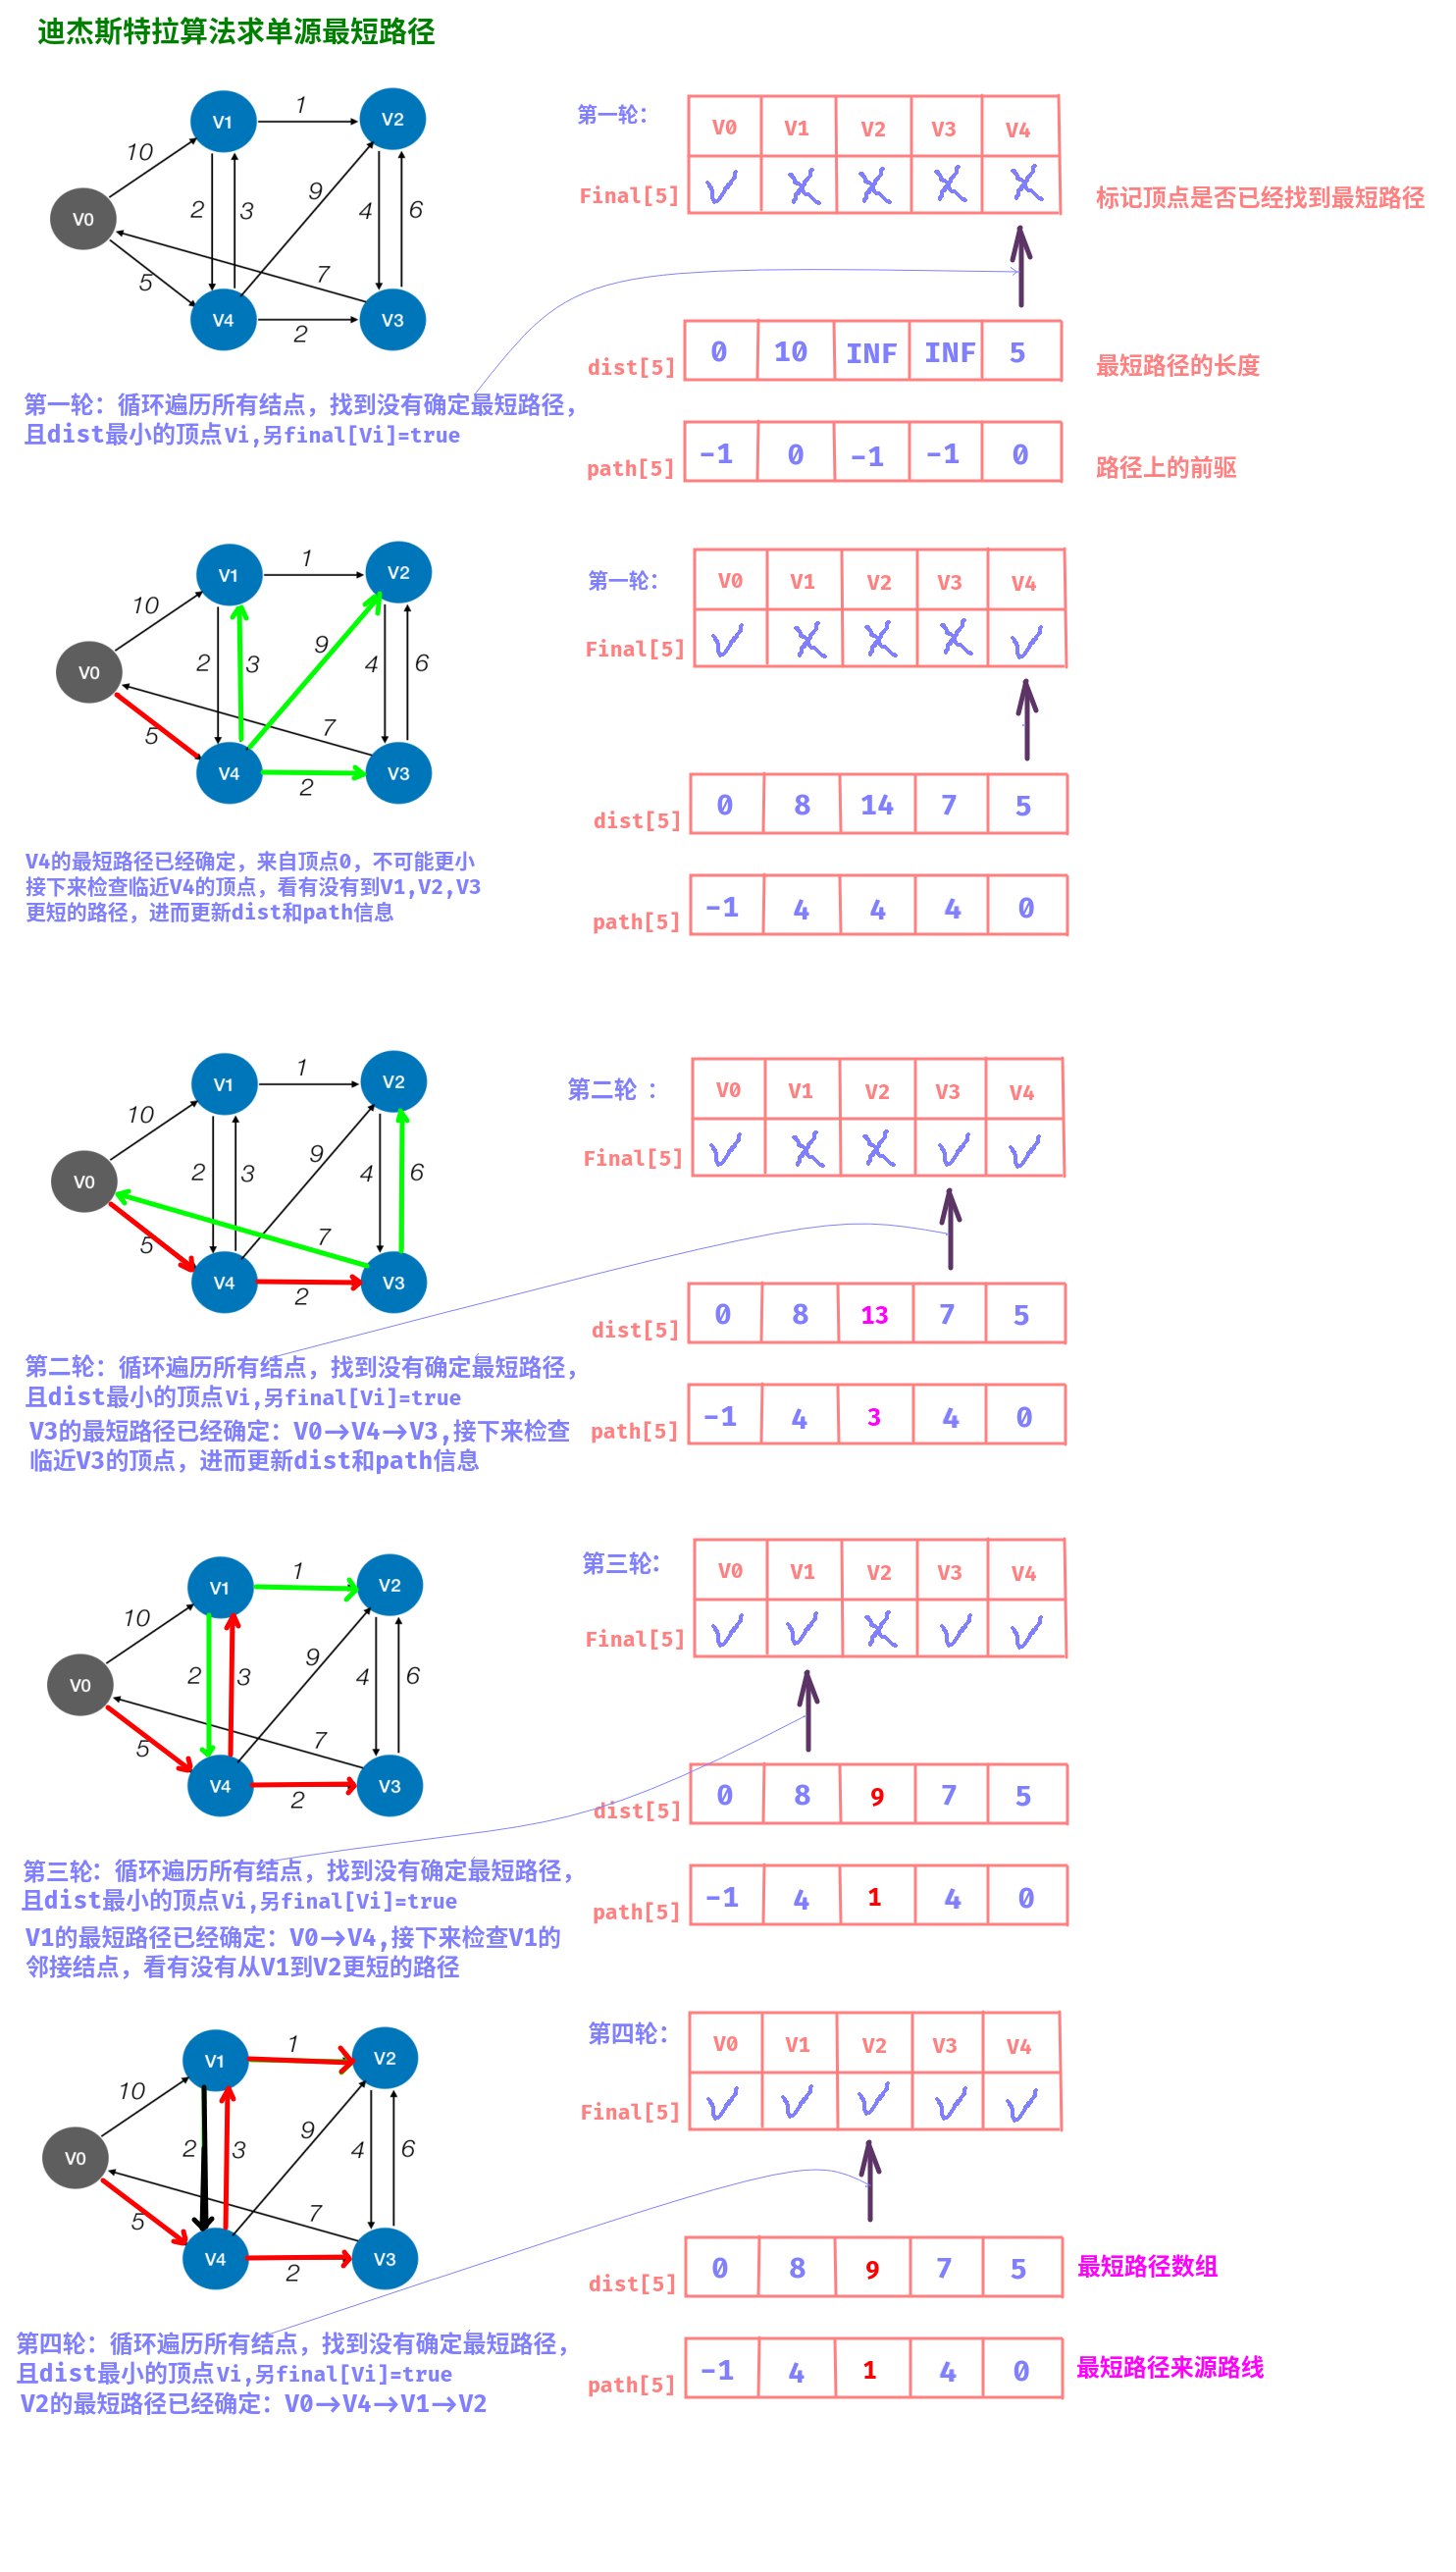 迪杰斯特拉算法求单源最短路径
V1
V2
V0
V4
V3
10
1
2
3
9
4
6
7
5
2
第一轮:
V0 V1 V2 V3 V4
Final[5]
标记顶点是否已经找到最短路径
dist[5] 0 10 INF INF 5
最短路径的长度
path[5] -1 0 -1 -1 0
路径上的前驱
第一轮：循环遍历所有结点，找到没有确定最短路径，
且dist最小的顶点Vi,另final[Vi]=true
V1
V2
V0
V4
V3
10
1
2
3
9
4
6
7
5
2
第一轮:
V0 V1 V2 V3 V4
Final[5]
dist[5] 0 8 14 7 5
path[5] -1 4 4 4 0
V4的最短路径已经确定，来自顶点0，不可能更小
接下来检查临近V4的顶点，看有没有到V1,V2,V3
更短的路径，进而更新dist和path信息
V1
V2
V0
V4
V3
10
1
2
3
9
4
6
7
5
2
第二轮 :
V0 V1 V2 V3 V4
Final[5]
dist[5] 0 8 13 7 5
path[5] -1 4 3 4 0
第二轮：循环遍历所有结点，找到没有确定最短路径，
且dist最小的顶点Vi,另final[Vi]=true
V3的最短路径已经确定：V0→V4→V3,接下来检查
临近V3的顶点，进而更新dist和path信息
V1
V2
V0
V4
V3
10
1
2
3
9
4
6
7
5
2
第三轮:
V0 V1 V2 V3 V4
Final[5]
dist[5] 0 8 9 7 5
path[5] -1 4 1 4 0
第三轮：循环遍历所有结点，找到没有确定最短路径，
且dist最小的顶点Vi,另final[Vi]=true
V1的最短路径已经确定：V0→V4,接下来检查V1的
邻接结点，看有没有从V1到V2更短的路径
V1
V2
V0
V4
V3
10
1
2
3
9
4
6
7
5
2
第四轮:
V0 V1 V2 V3 V4
Final[5]
dist[5] 0 8 9 7 5
最短路径数组
path[5] -1 4 1 4 0
最短路径来源路线
第四轮：循环遍历所有结点，找到没有确定最短路径，
且dist最小的顶点Vi,另final[Vi]=true
V2的最短路径已经确定：V0→V4→V1→V2